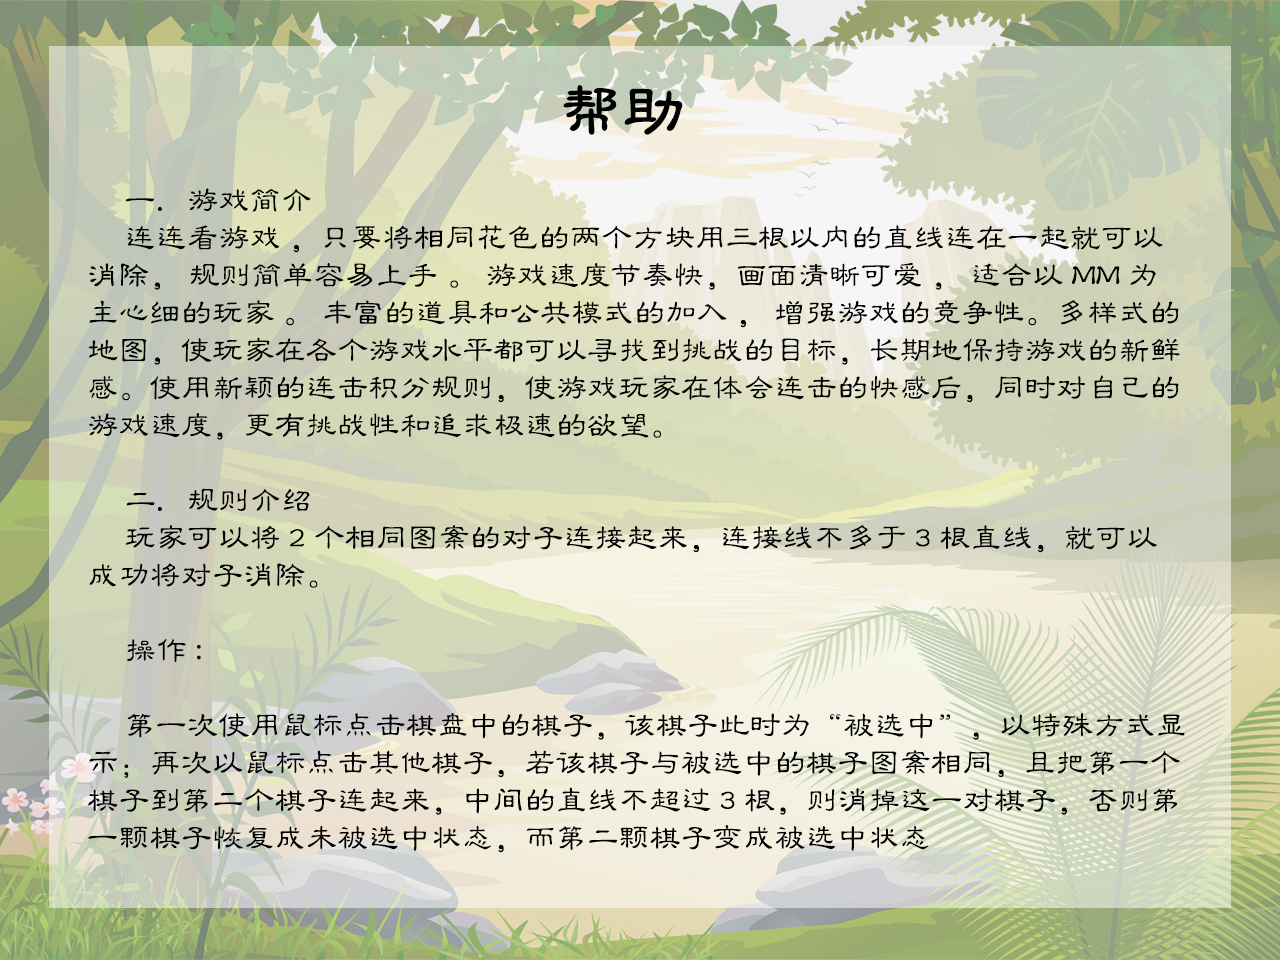 帮助
一． 游戏简介
连连看游戏 ，只要将相同花色的两个方块用三根以内的直线连在一起就可以
消除， 规则简单容易上手 。 游戏速度节奏快，画面清晰可爱 ， 适合以 MM 为
主心细的玩家 。 丰富的道具和公共模式的加入 ， 增强游戏的竞争性。多样式的
地图，使玩家在各个游戏水平都可以寻找到挑战的目标，长期地保持游戏的新鲜
感。使用新颖的连击积分规则，使游戏玩家在体会连击的快感后，同时对自己的
游戏速度，更有挑战性和追求极速的欲望。
二． 规则介绍
玩家可以将 2 个相同图案的对子连接起来，连接线不多于 3 根直线，就可以
成功将对子消除。
操作：
第一次使用鼠标点击棋盘中的棋子，该棋子此时为“被选中”，以特殊方式显
示；再次以鼠标点击其他棋子，若该棋子与被选中的棋子图案相同，且把第一个
棋子到第二个棋子连起来，中间的直线不超过 3 根，则消掉这一对棋子，否则第
一颗棋子恢复成未被选中状态，而第二颗棋子变成被选中状态